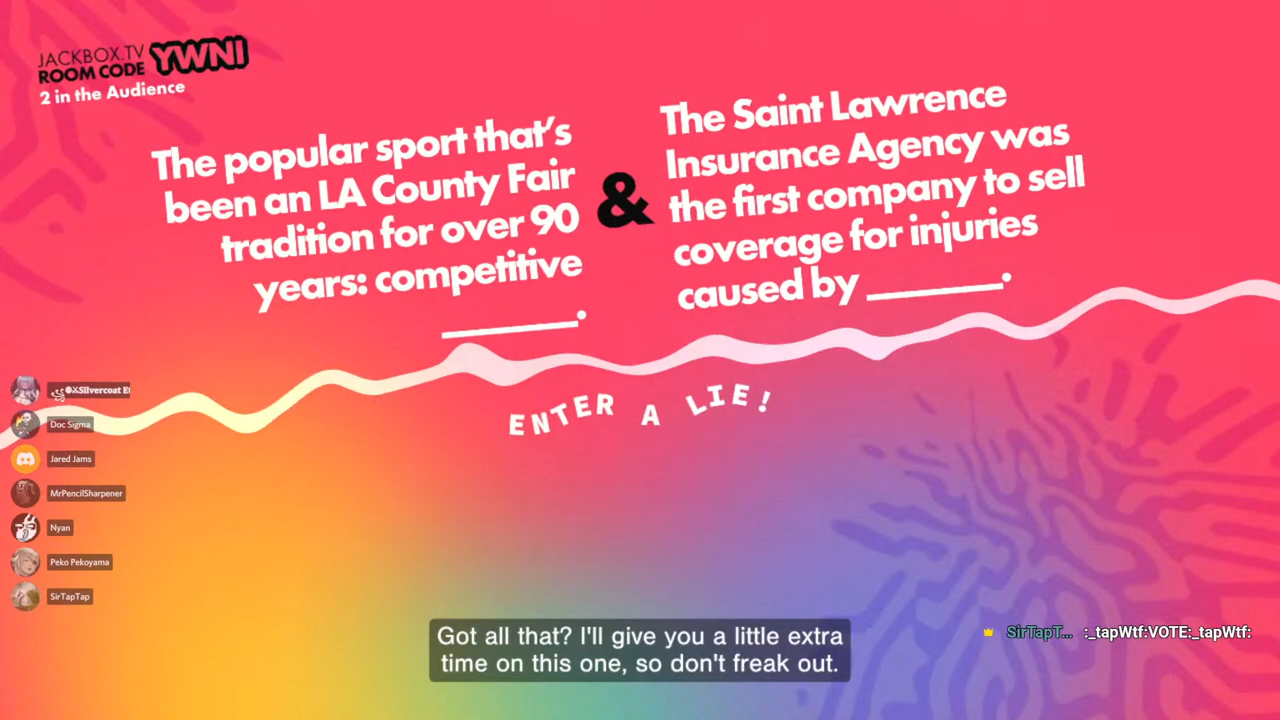 JACKBOX.TV
ROOM CODE YWNI
2 in the Audience
The popular sport that's
been an LA County Fair
tradition for over 90
years: competitive
______.
&
The Saint Lawrence
Insurance Agency was
the first company to sell
coverage for injuries
caused by ______.
ENTER A LIE!
Silvercoat
Doc Sigma
Jared Jams
MrPencilSharpener
Nyan
Peko Pekoyama
SirTapTap
Got all that? I'll give you a little extra
time on this one, so don't freak out.
SirTapT... :_tapWtf:VOTE:_tapWtf: